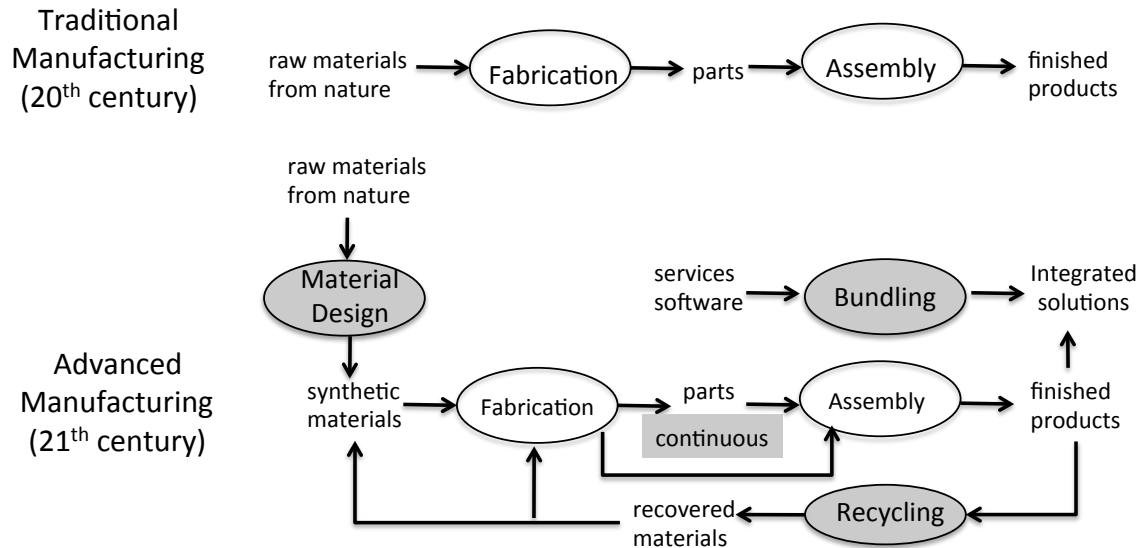 Traditional
Manufacturing
(20th century)
raw materials
from nature
Fabrication
parts
Assembly
finished
products
raw materials
from nature
Material
Design
services
software
Bundling
Integrated
solutions
Advanced
Manufacturing
(21th century)
synthetic
materials
Fabrication
parts
continuous
Assembly
finished
products
recovered
materials
Recycling